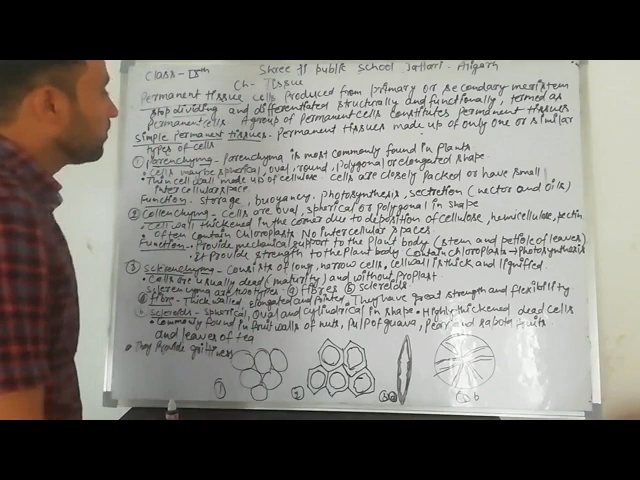 Class - IXth Shree JI public school Jattari - Aligarh
Ch - Tissue
Permanent tissue cells produced from primary or secondary meristem
stop dividing and differentiated structurally and functionally, termed as
permanent cells A group of permanent cells constitutes permanent tissues
simple permanent tissues - Permanent tissues made up of only one or similar
types of cells
① parenchyma - parenchyma is most commonly found in plants
• Cells may be spherical, oval, round, polygonal or elongated shape
• Thin cell wall made up of cellulose Cells are closely packed or have small
intercellular space
Function - storage, buoyancy, photosynthesis, secretion (nector and oils)
② Collenchyma - Cells are oval, spherical or polygonal in shape
• Cell wall thickened in the corner due to deposition of cellulose, hemicellulose, pectin
• often contain Chloroplasts No intercellular spaces
Function - • Provide mechanical support to the plant body (stem and petiole of leaves)
• It provide strength to the plant body contain chloroplasts → photosynthesis
③ Sclerenchyma - Consists of long, narrow cells. Cell wall is thick and lignified.
• Cells are usually dead (maturity) and without proplast
sclerenchyma are two types ⓐ fibres ⓑ sclereids
ⓐ Fibre - Thick walled, elongated and pointed • They have great strength and flexibility
sclereids - spherical, oval and cylindrical in shape • Highly thickened dead cells
• Commonly found in fruit walls of nuts, pulp of guava, pear and
fruits
and leaves of tea
• They provide
① ② b